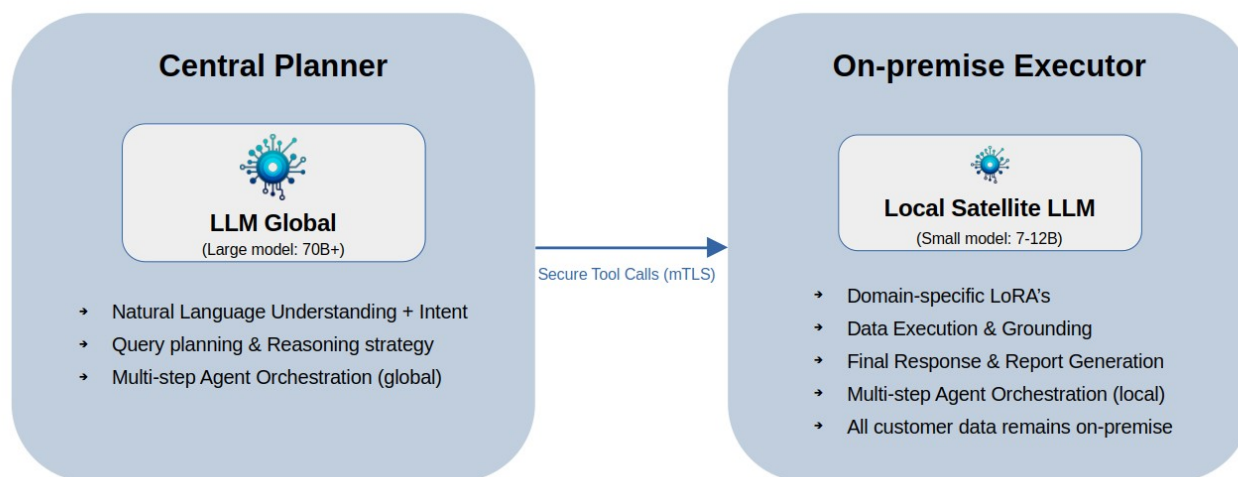 Central Planner
LLM Global
(Large model: 70B+)
➔ Natural Language Understanding + Intent
➔ Query planning & Reasoning strategy
➔ Multi-step Agent Orchestration (global)
Secure Tool Calls (mTLS)
On-premise Executor
Local Satellite LLM
(Small model: 7-12B)
➔ Domain-specific LoRA’s
➔ Data Execution & Grounding
➔ Final Response & Report Generation
➔ Multi-step Agent Orchestration (local)
➔ All customer data remains on-premise